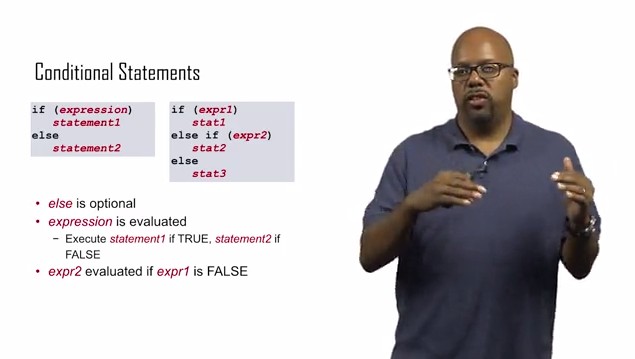 Conditional Statements
if (expression)
statement1
else
statement2
if (expr1)
stat1
else if (expr2)
stat2
else
stat3
• else is optional
• expression is evaluated
– Execute statement1 if TRUE, statement2 if
FALSE
• expr2 evaluated if expr1 is FALSE